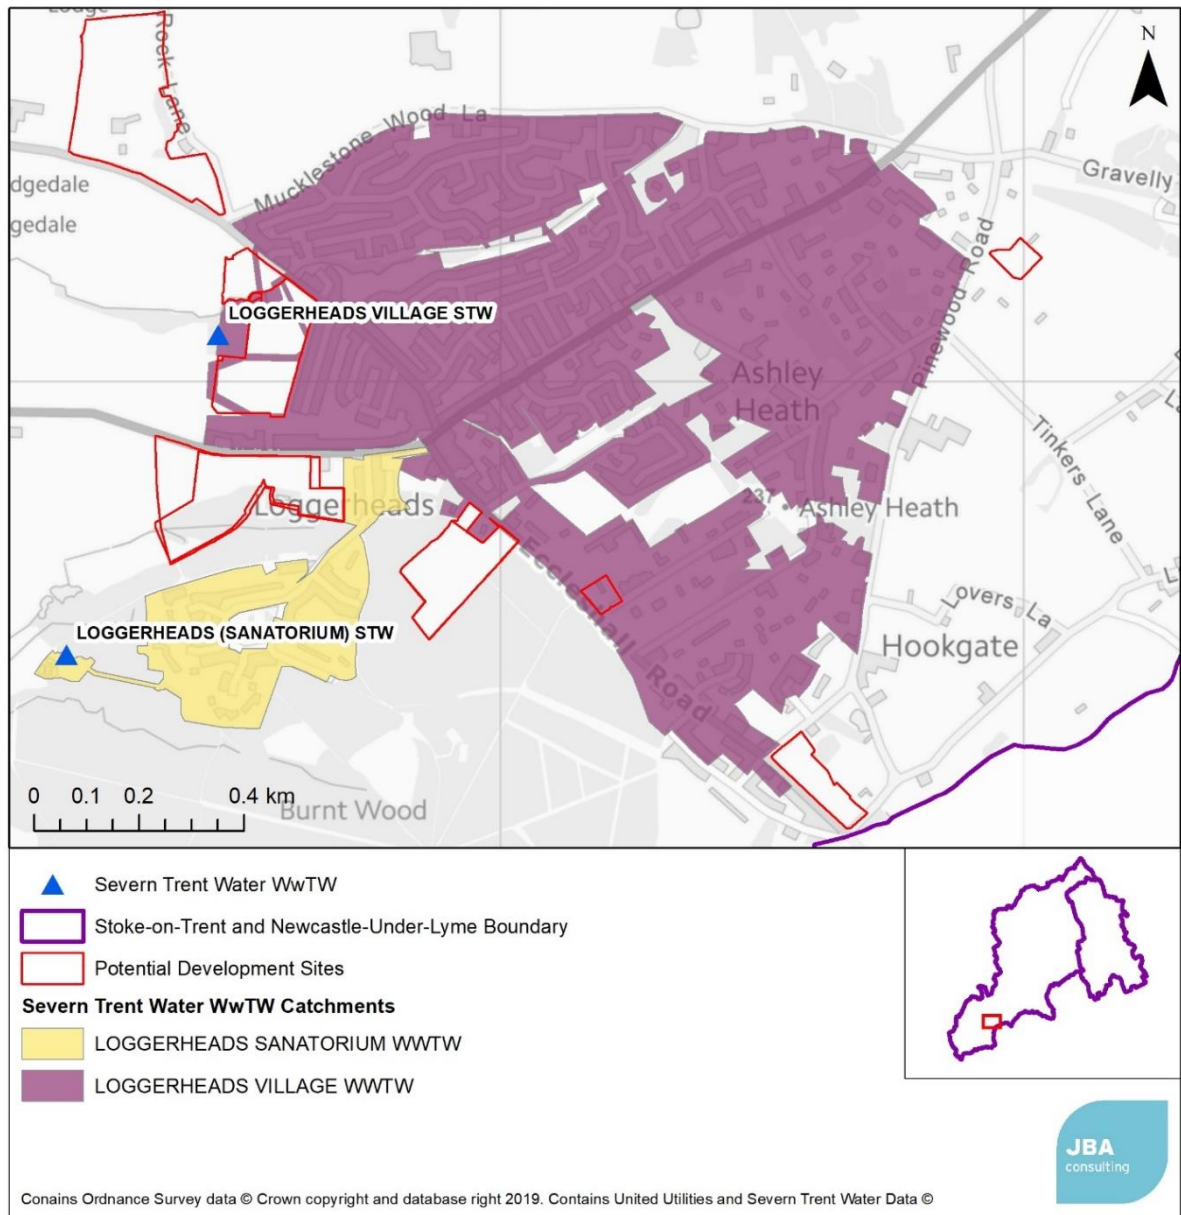 Rock Lane
Mucklestone Wood La
N
dgedale
gedale
Gravelly
Pinewood Road
LOGGERHEADS VILLAGE STW
Ashley
Heath
Tinkers Lane
Loggerheads
237
Ashley Heath
Eccleshall Road
Lovers La
LOGGERHEADS (SANATORIUM) STW
Hookgate
0 0.1 0.2 0.4 km
Burnt Wood
Severn Trent Water WwTW
Stoke-on-Trent and Newcastle-Under-Lyme Boundary
Potential Development Sites
Severn Trent Water WwTW Catchments
LOGGERHEADS SANATORIUM WWTW
LOGGERHEADS VILLAGE WWTW
JBA
consulting
Conains Ordnance Survey data © Crown copyright and database right 2019. Contains United Utilities and Severn Trent Water Data ©